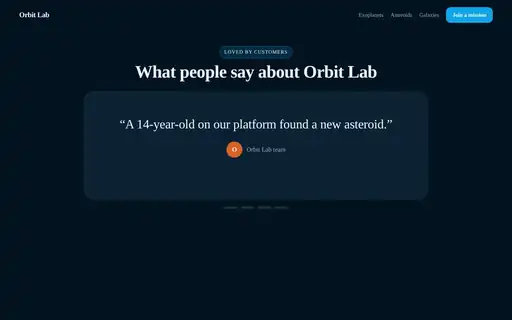 Orbit Lab
Exoplanets
Asteroids
Galaxies
Join a mission
LOVED BY CUSTOMERS
What people say about Orbit Lab
“A 14-year-old on our platform found a new asteroid.”
O
Orbit Lab team